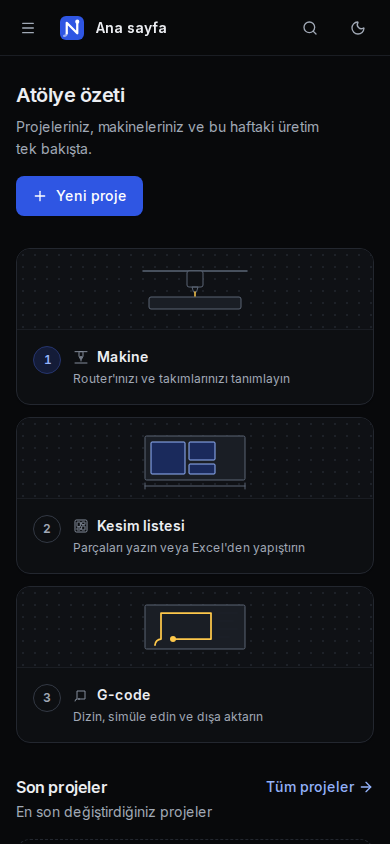 Ana sayfa
Atölye özeti
Projeleriniz, makineleriniz ve bu haftaki üretim
tek bakışta.
Yeni proje
1
Makine
Router'ınızı ve takımlarınızı tanımlayın
2
Kesim listesi
Parçaları yazın veya Excel'den yapıştırın
3
G-code
Dizin, simüle edin ve dışa aktarın
Son projeler
Tüm projeler
En son değiştirdiğiniz projeler